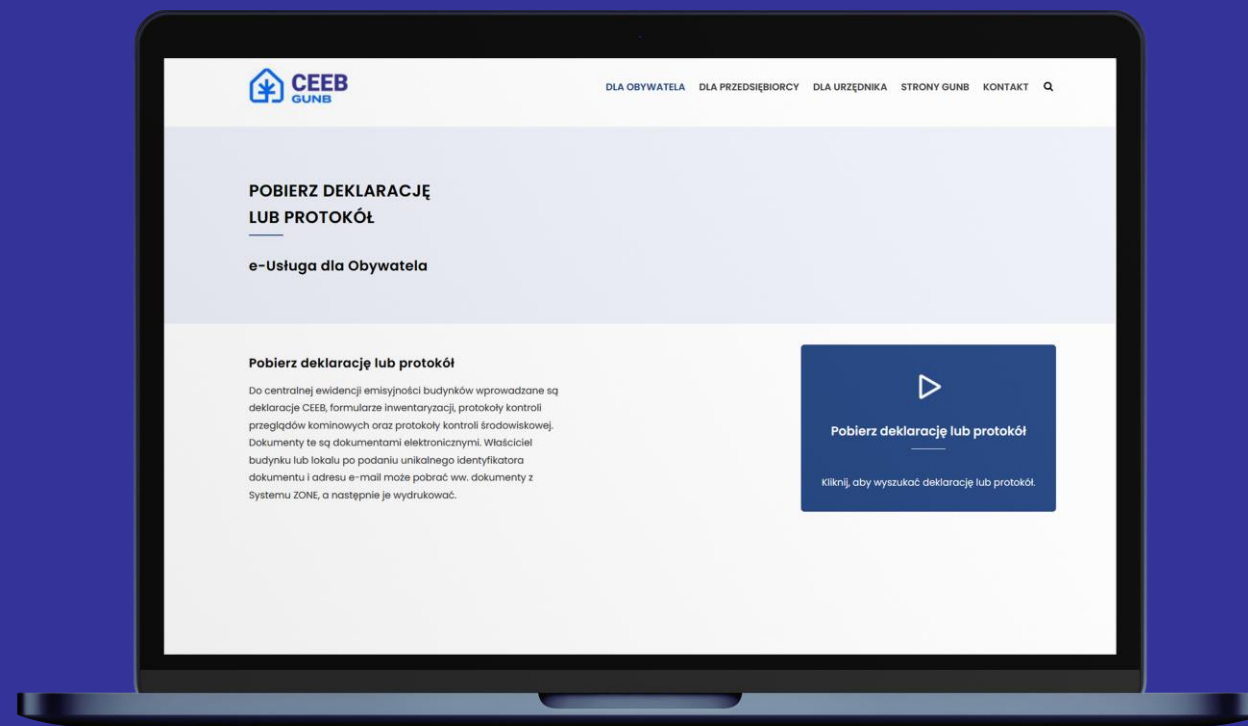 CEEB
GUNB
DLA OBYWATELA DLA PRZEDSIĘBIORCY DLA URZĘDNIKA STRONY GUNB KONTAKT
POBIERZ DEKLARACJĘ
LUB PROTOKÓŁ
e-Usługa dla Obywatela
Pobierz deklarację lub protokół
Do centralnej ewidencji emisyjności budynków wprowadzane są
deklaracje CEEB, formularze inwentaryzacji, protokoły kontroli
przeglądów kominowych oraz protokoły kontroli środowiskowej.
Dokumenty te są dokumentami elektronicznymi. Właściciel
budynku lub lokalu po podaniu unikalnego identyfikatora
dokumentu i adresu e-mail może pobrać ww. dokumenty z
Systemu ZONE, a następnie je wydrukować.
Pobierz deklarację lub protokół
Kliknij, aby wyszukać deklarację lub protokół.